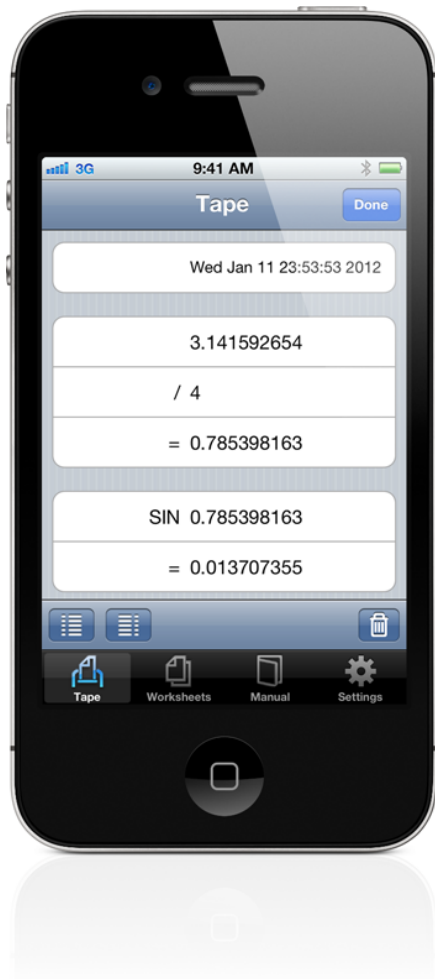 3G 9:41 AM
Tape Done
Wed Jan 11 23:53:53 2012
3.141592654
/ 4
= 0.785398163
SIN 0.785398163
= 0.013707355
Tape Worksheets Manual Settings